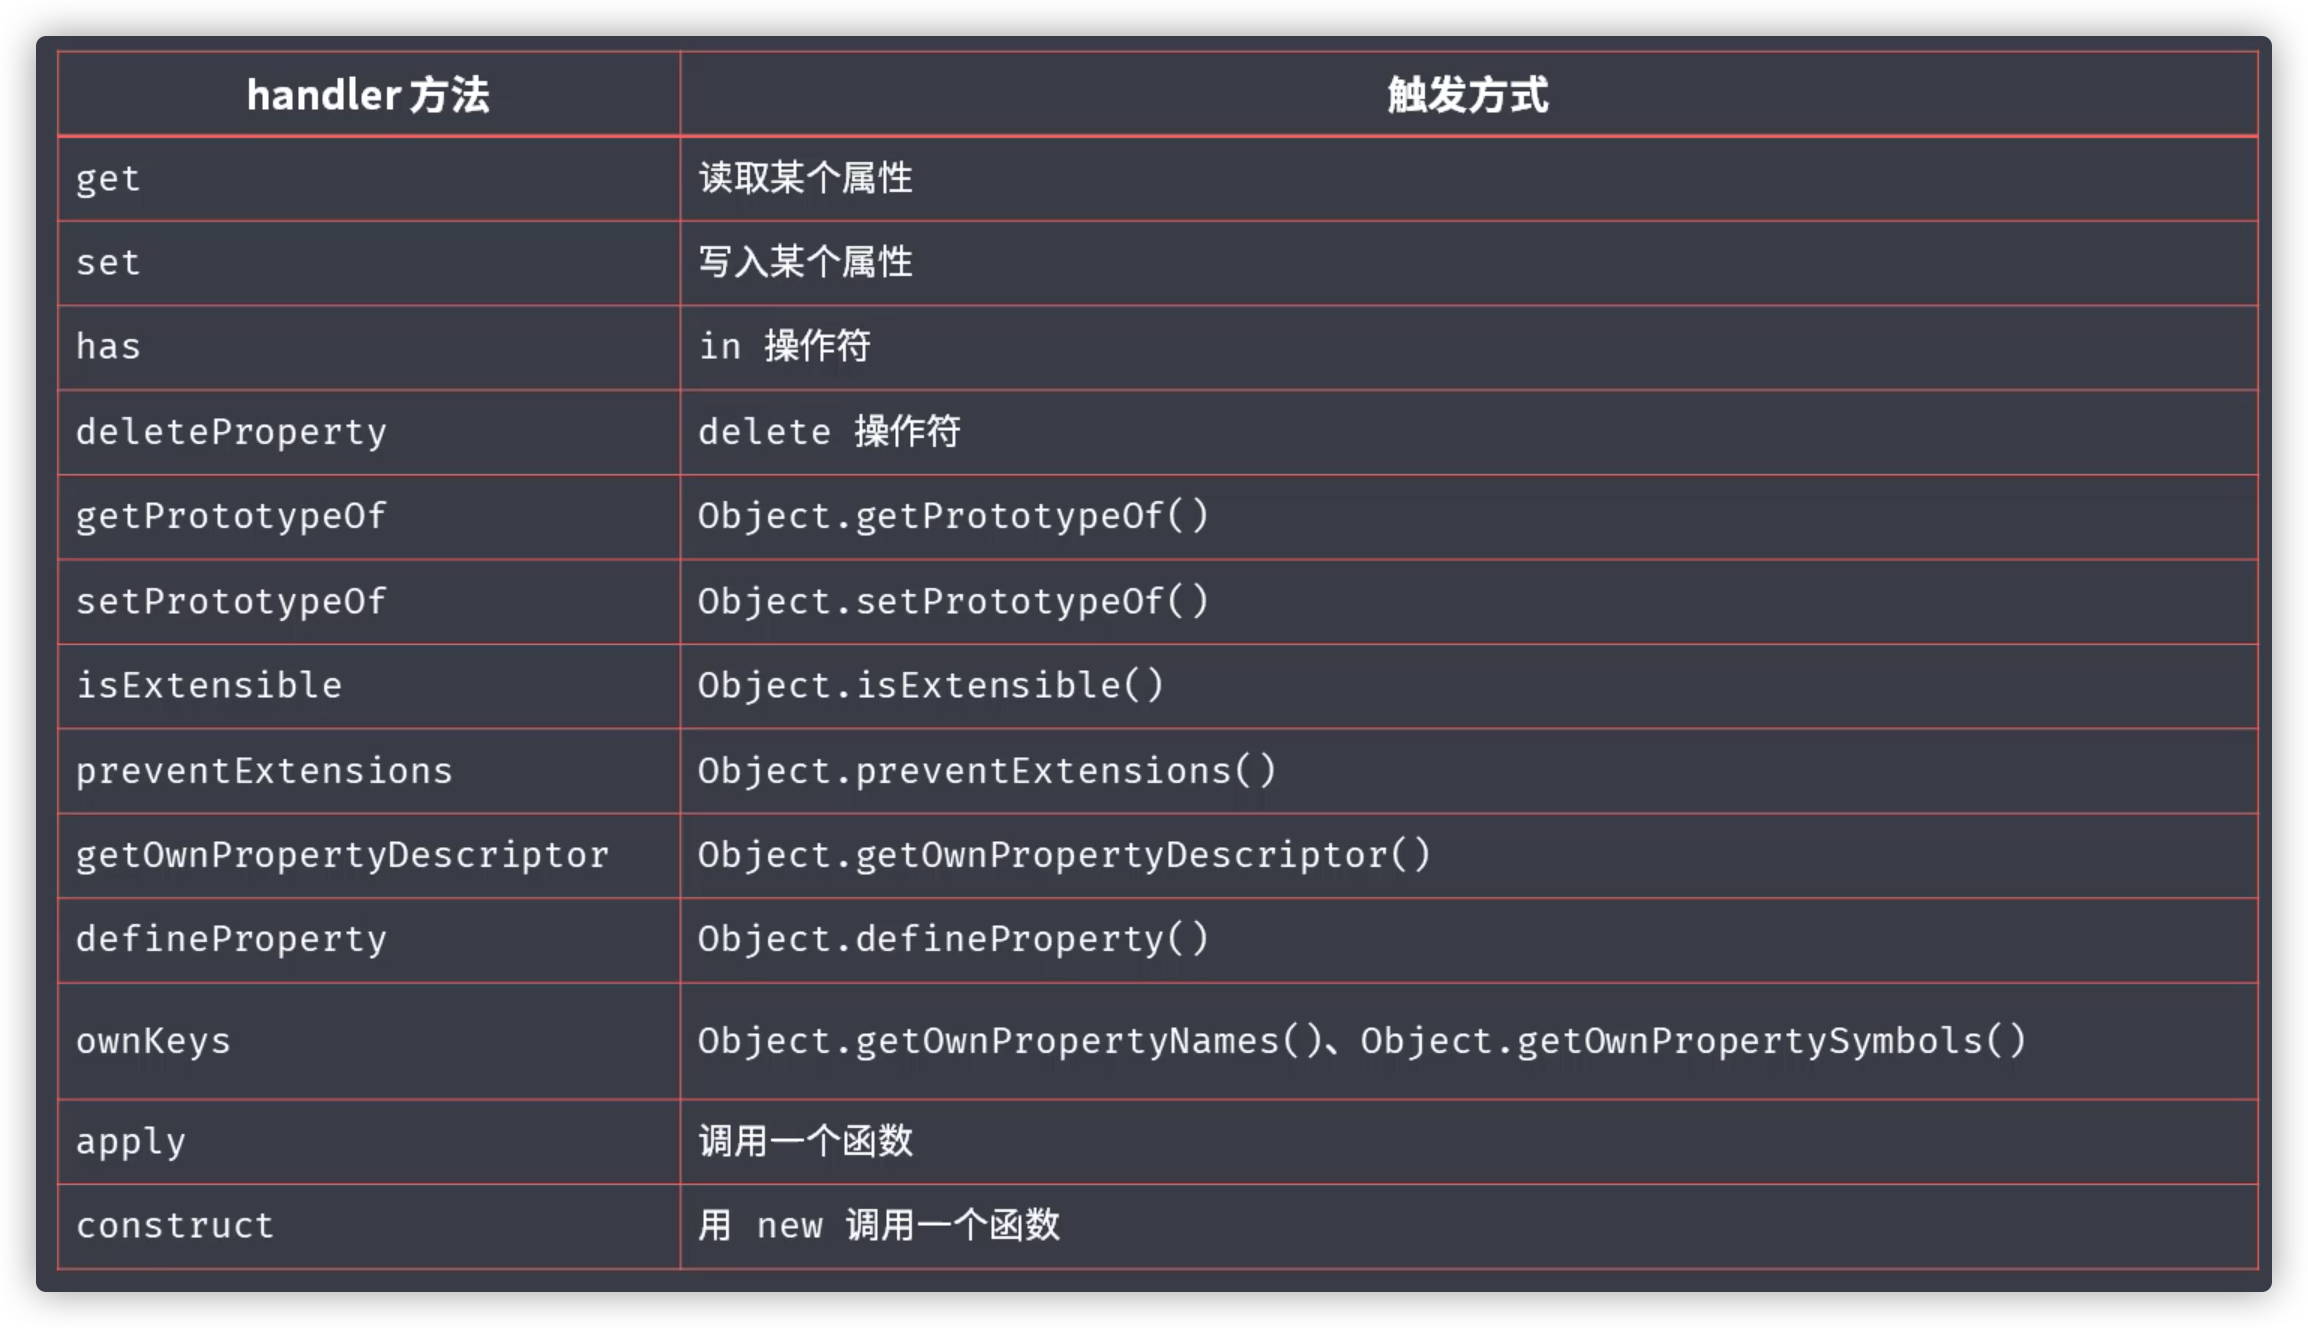 handler 方法 触发方式
get 读取某个属性
set 写入某个属性
has in 操作符
deleteProperty delete 操作符
getPrototypeOf Object.getPrototypeOf()
setPrototypeOf Object.setPrototypeOf()
isExtensible Object.isExtensible()
preventExtensions Object.preventExtensions()
getOwnPropertyDescriptor Object.getOwnPropertyDescriptor()
defineProperty Object.defineProperty()
ownKeys Object.getOwnPropertyNames()、Object.getOwnPropertySymbols()
apply 调用一个函数
construct 用 new 调用一个函数